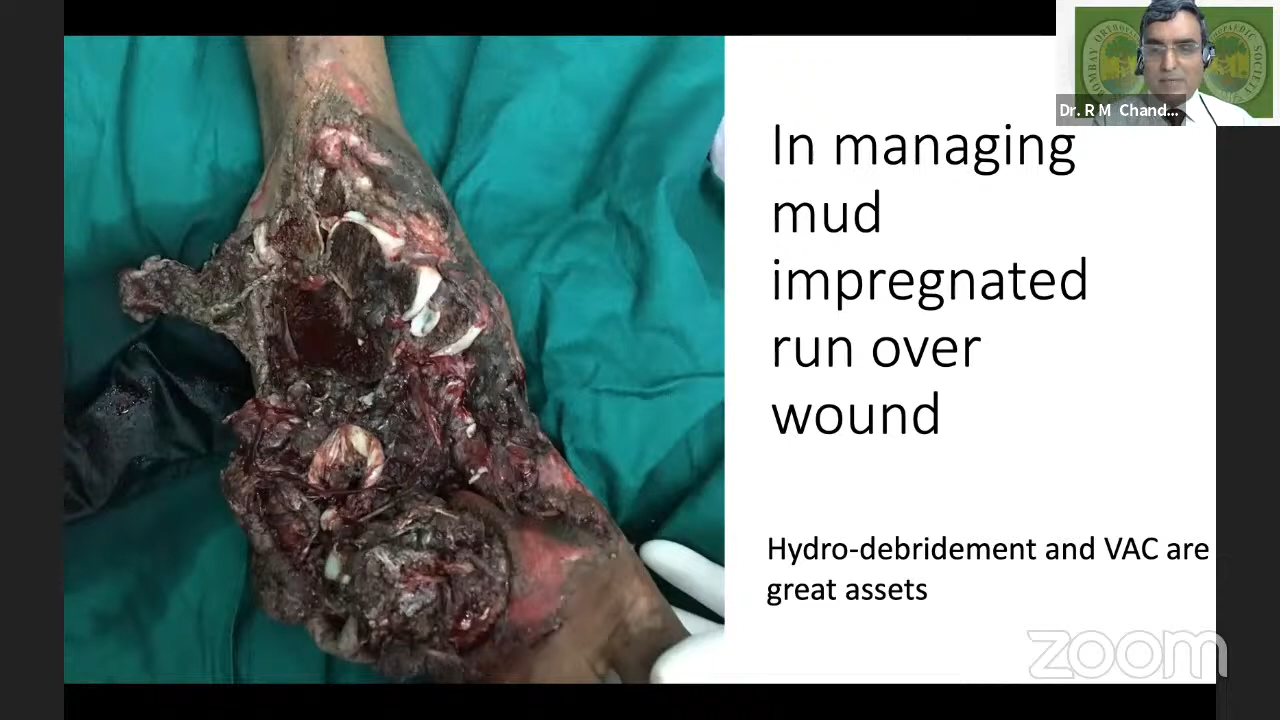 In managing
mud
impregnated
run over
wound
Hydro-debridement and VAC are
great assets
Dr. R M Chand...
zoom